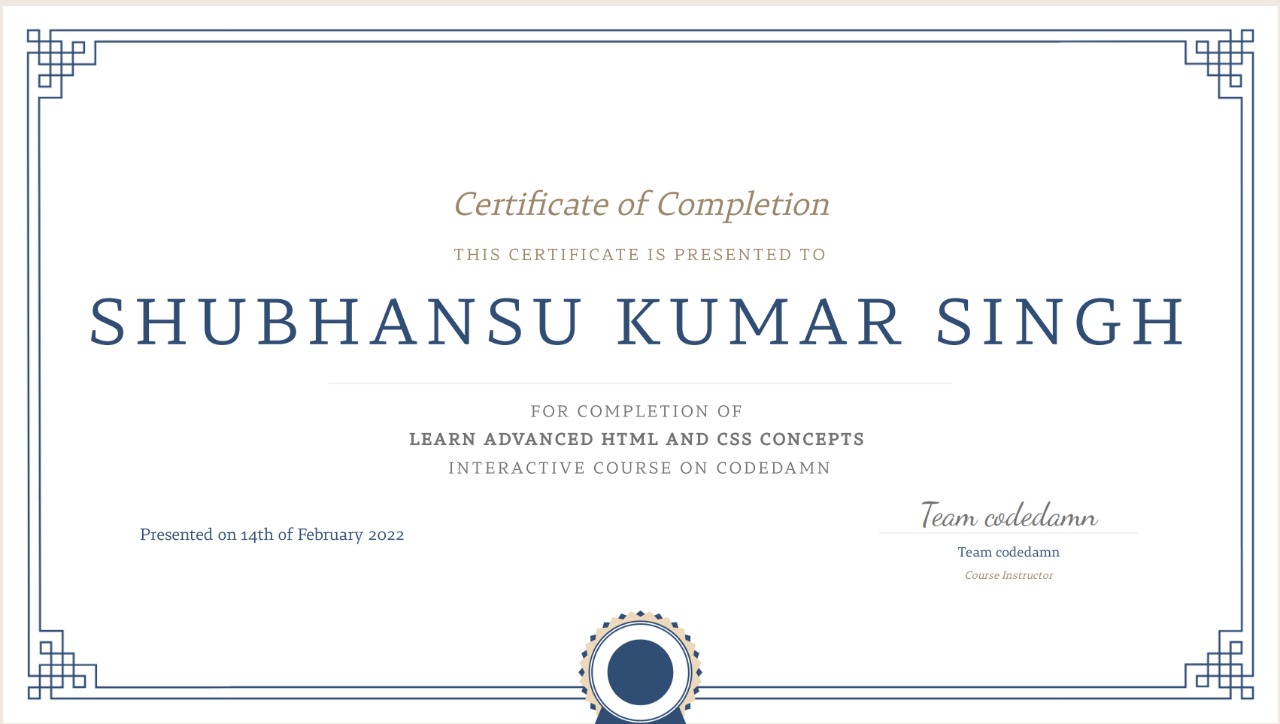 Certificate of Completion
THIS CERTIFICATE IS PRESENTED TO
SHUBHANSU KUMAR SINGH
FOR COMPLETION OF
LEARN ADVANCED HTML AND CSS CONCEPTS
INTERACTIVE COURSE ON CODEDAMN
Presented on 14th of February 2022
Team codedamn
Team codedamn
Course Instructor